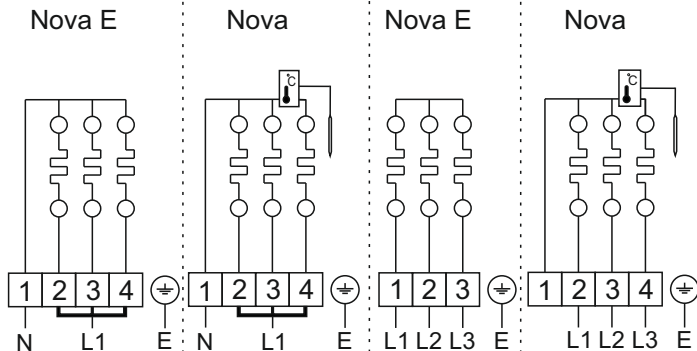 Nova E Nova Nova E Nova
°C °C
1 2 3 4 1 2 3 4 1 2 3 1 2 3 4
N L1 E N L1 E L1 L2 L3 E L1 L2 L3 E